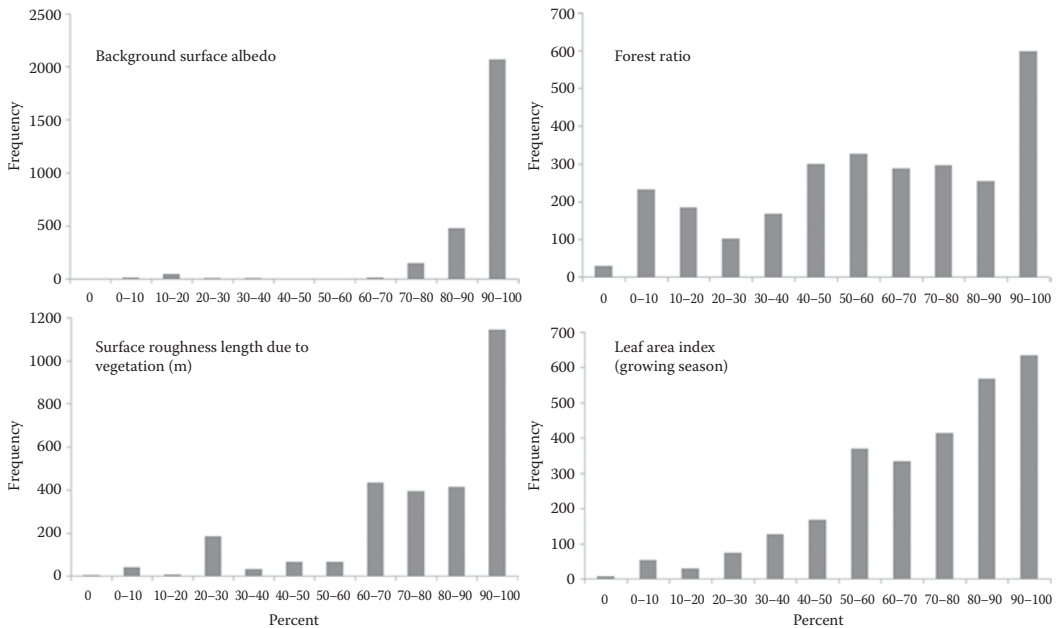 Background surface albedo
Frequency
2500
2000
1500
1000
500
0
0 0–10 10–20 20–30 30–40 40–50 50–60 60–70 70–80 80–90 90–100
Forest ratio
Frequency
700
600
500
400
300
200
100
0
0 0–10 10–20 20–30 30–40 40–50 50–60 60–70 70–80 80–90 90–100
Surface roughness length due to
vegetation (m)
Frequency
1200
1000
800
600
400
200
0
0 0–10 10–20 20–30 30–40 40–50 50–60 60–70 70–80 80–90 90–100
Percent
Leaf area index
(growing season)
Frequency
700
600
500
400
300
200
100
0
0 0–10 10–20 20–30 30–40 40–50 50–60 60–70 70–80 80–90 90–100
Percent